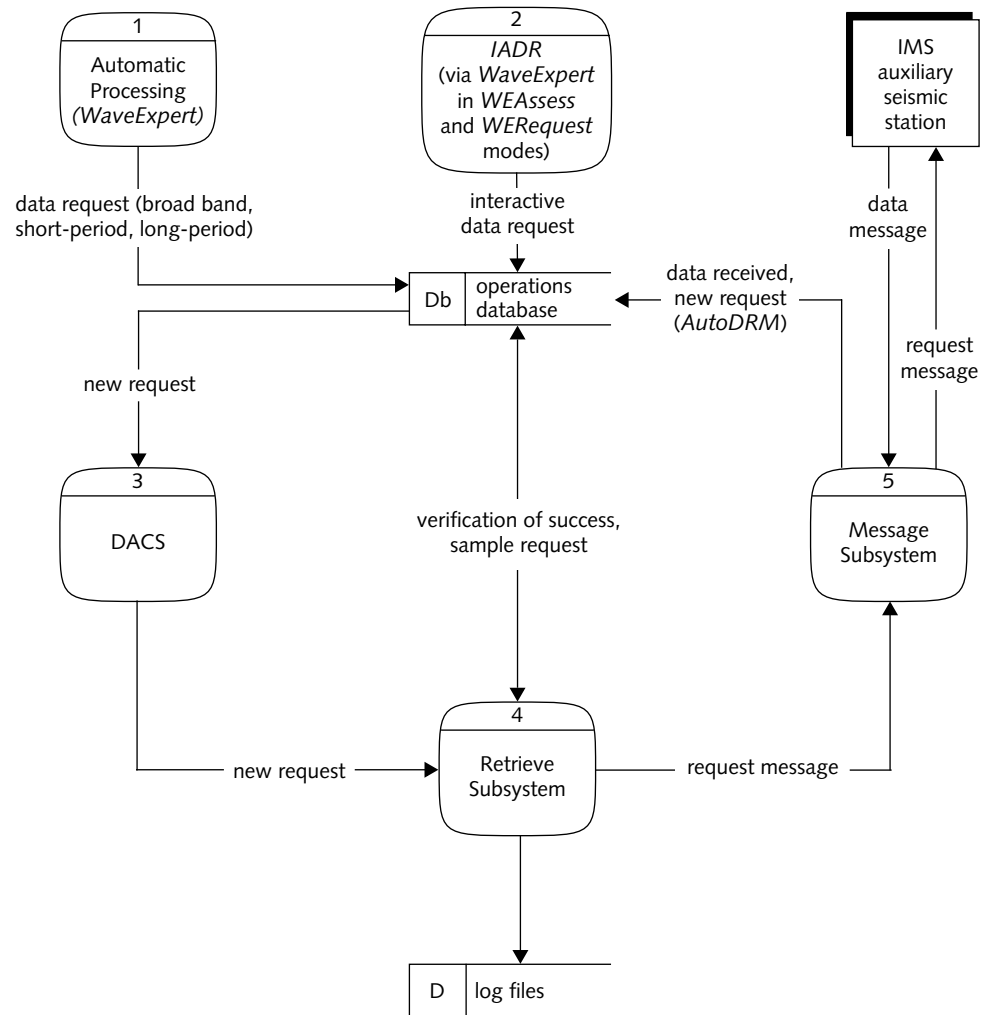 1
Automatic
Processing
(WaveExpert)
2
IADR
(via WaveExpert
in WEAssess
and WERequest
modes)
IMS
auxiliary
seismic
station
data request (broad band,
short-period, long-period)
interactive
data request
data
message
request
message
Db
operations
database
data received,
new request
(AutoDRM)
new request
3
DACS
verification of success,
sample request
5
Message
Subsystem
new request
4
Retrieve
Subsystem
request message
D
log files